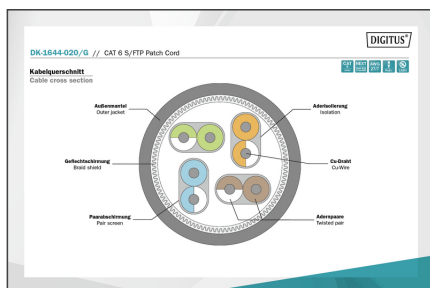 DIGITUS®
DK-1644-020/G // CAT 6 S/FTP Patch Cord
Kabelquerschnitt
Cable cross section
Außenmantel
Outer jacket
Aderisolierung
Isolation
Geflechtschirmung
Braid shield
Cu-Draht
Cu-Wire
Paarabschirmung
Pair screen
Adernpaare
Twisted pair